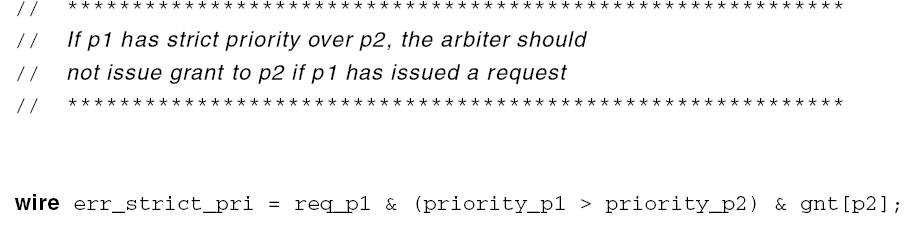 // ************************************************************
// If p1 has strict priority over p2, the arbiter should
// not issue grant to p2 if p1 has issued a request
// ************************************************************
wire err_strict_pri = req_p1 & (priority_p1 > priority_p2) & gnt[p2];